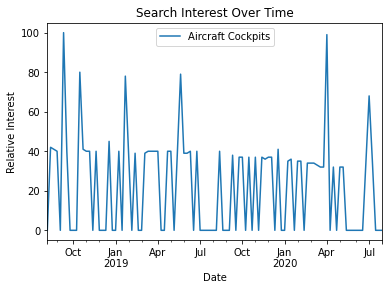 Search Interest Over Time
Aircraft Cockpits
Relative Interest
100
80
60
40
20
0
Oct Jan Apr Jul Oct Jan Apr Jul
2019 2020
Date